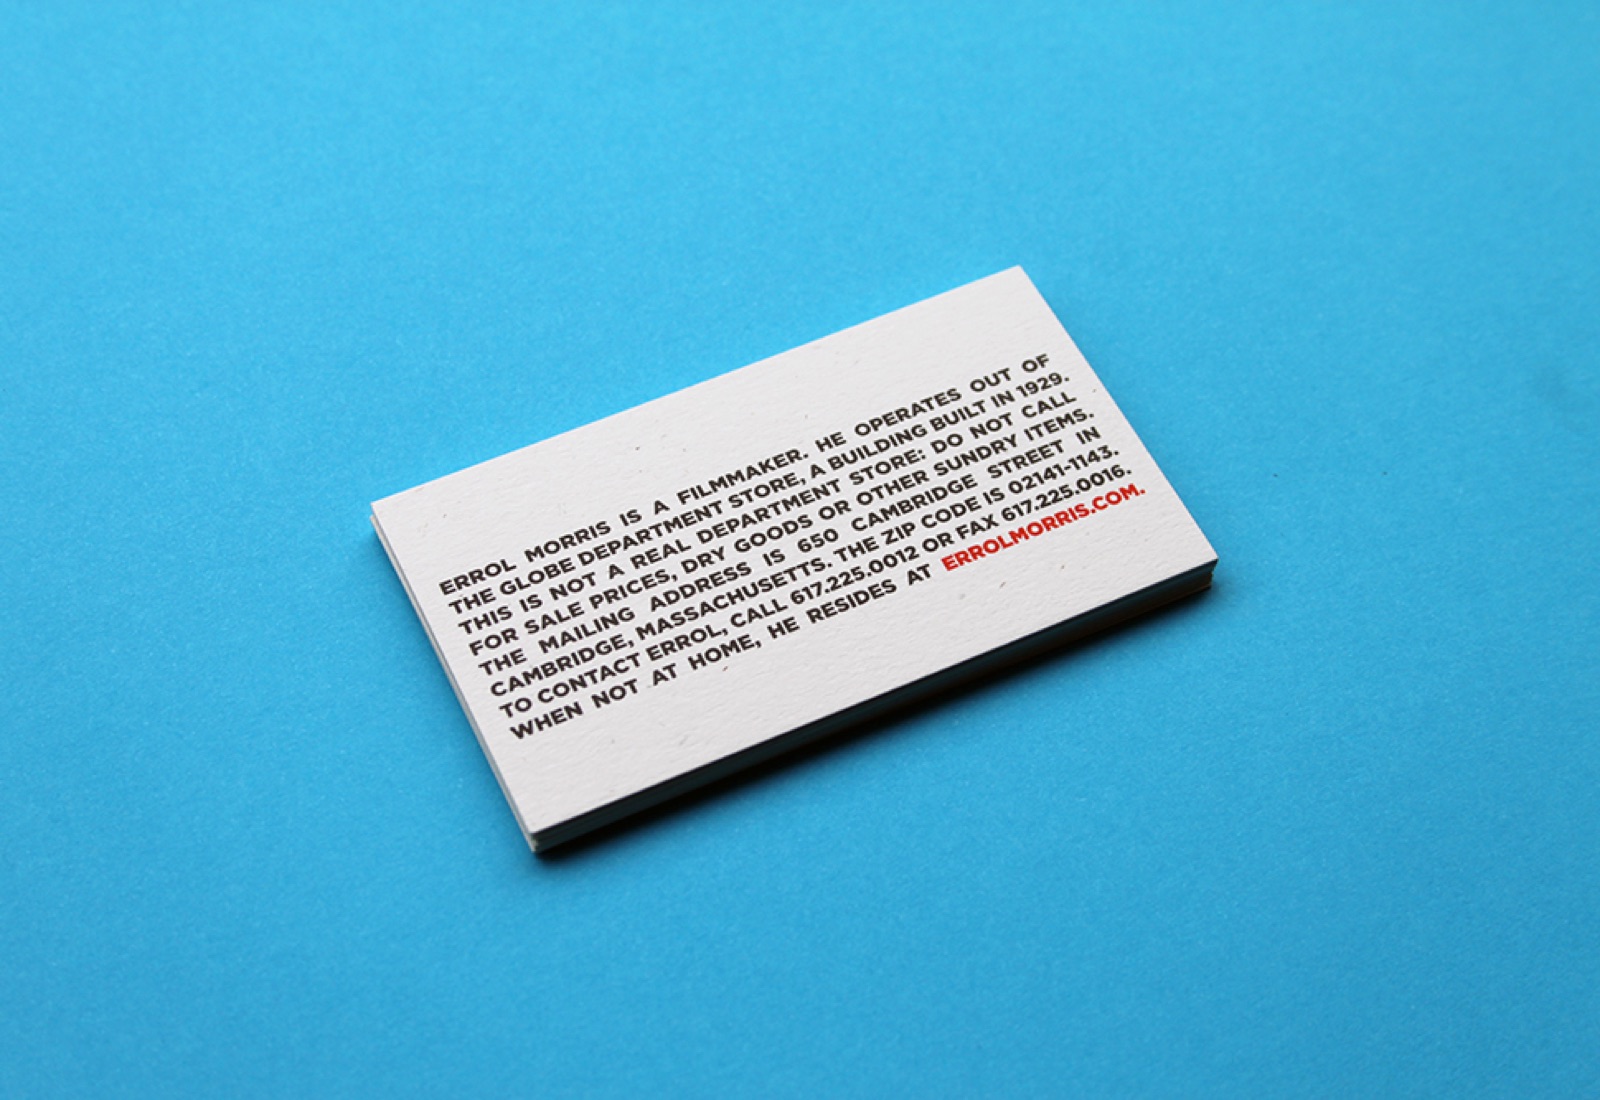 ERROL MORRIS IS A FILMMAKER. HE OPERATES OUT OF
THE GLOBE DEPARTMENT STORE, A BUILDING BUILT IN 1929.
THIS IS NOT A REAL DEPARTMENT STORE: DO NOT CALL
FOR SALE PRICES, DRY GOODS OR OTHER SUNDRY ITEMS.
THE MAILING ADDRESS IS 650 CAMBRIDGE STREET IN
CAMBRIDGE, MASSACHUSETTS. THE ZIP CODE IS 02141-1143.
TO CONTACT ERROL, CALL 617.225.0012 OR FAX 617.225.0016.
WHEN NOT AT HOME, HE RESIDES AT ERROLMORRIS.COM.